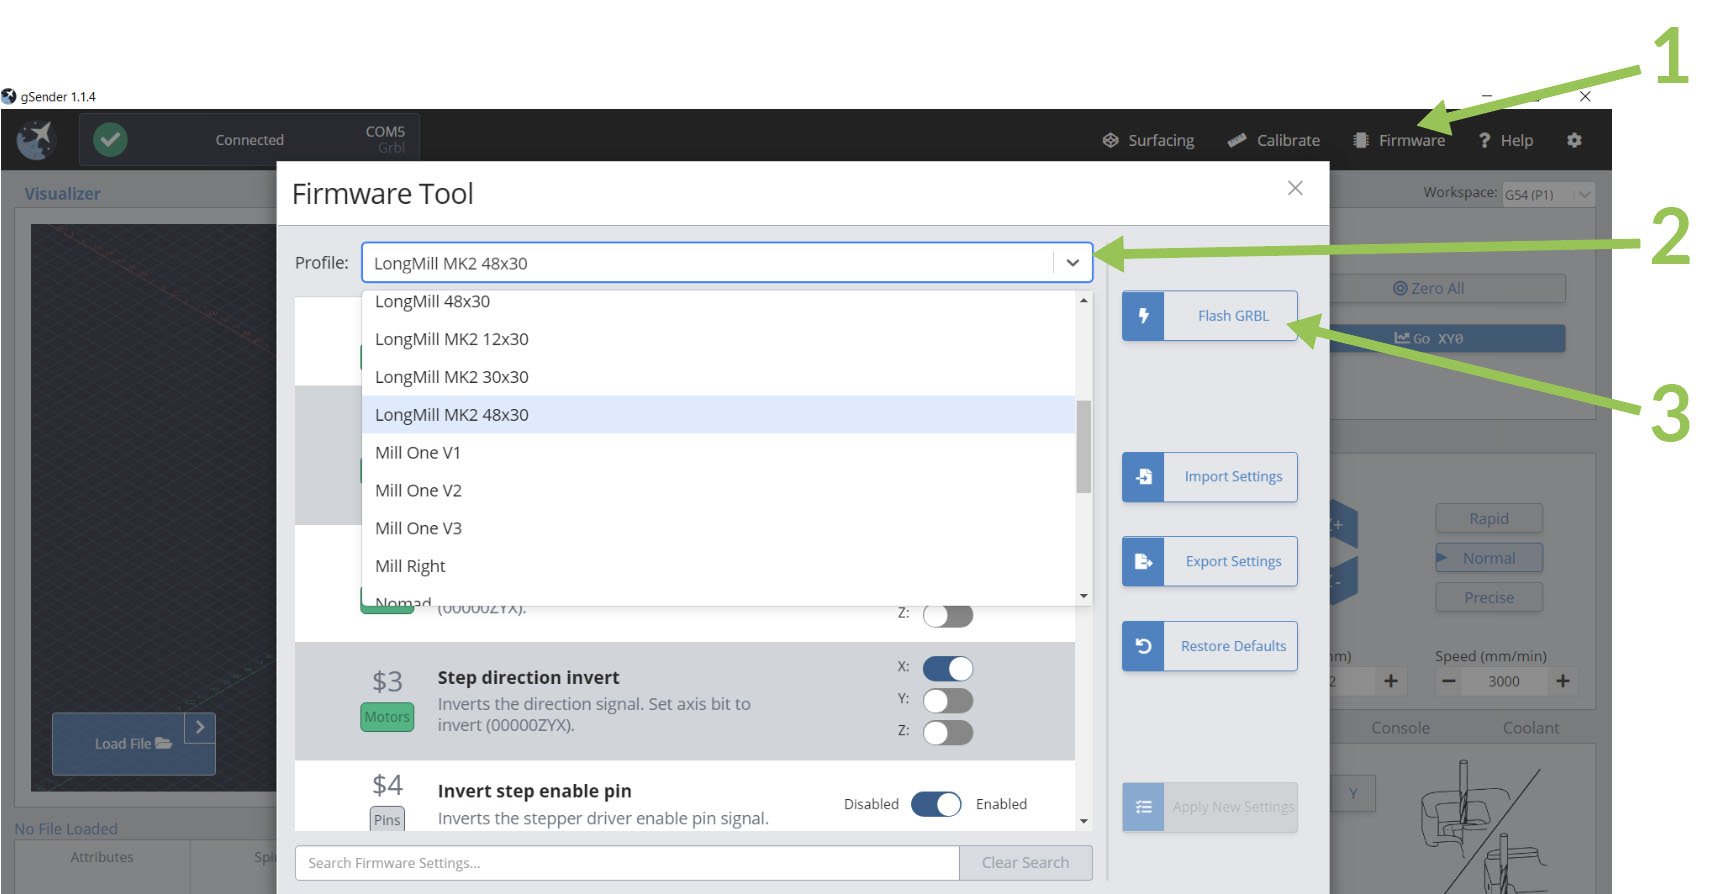 1
gSender 1.1.4
Connected
COM5
Grbl
Surfacing
Calibrate
Firmware
? Help
Visualizer
Firmware Tool
Workspace:
G54 (P1)
2
Profile:
LongMill MK2 48x30
LongMill 48x30
LongMill MK2 12x30
LongMill MK2 30x30
LongMill MK2 48x30
Mill One V1
Mill One V2
Mill One V3
Mill Right
Nomad
Flash GRBL
Zero All
Go XY0
3
Import Settings
Export Settings
Restore Defaults
Apply New Settings
Z+
Z-
Rapid
Normal
Precise
(00000ZYX).
Z:
$3
Motors
Step direction invert
Inverts the direction signal. Set axis bit to
invert (00000ZYX).
X:
Y:
Z:
mm)
Speed (mm/min)
2
+
−
3000
+
Load File
Console
Coolant
$4
Pins
Invert step enable pin
Inverts the stepper driver enable pin signal.
Disabled
Enabled
Y
No File Loaded
Attributes
Spi
Search Firmware Settings...
Clear Search